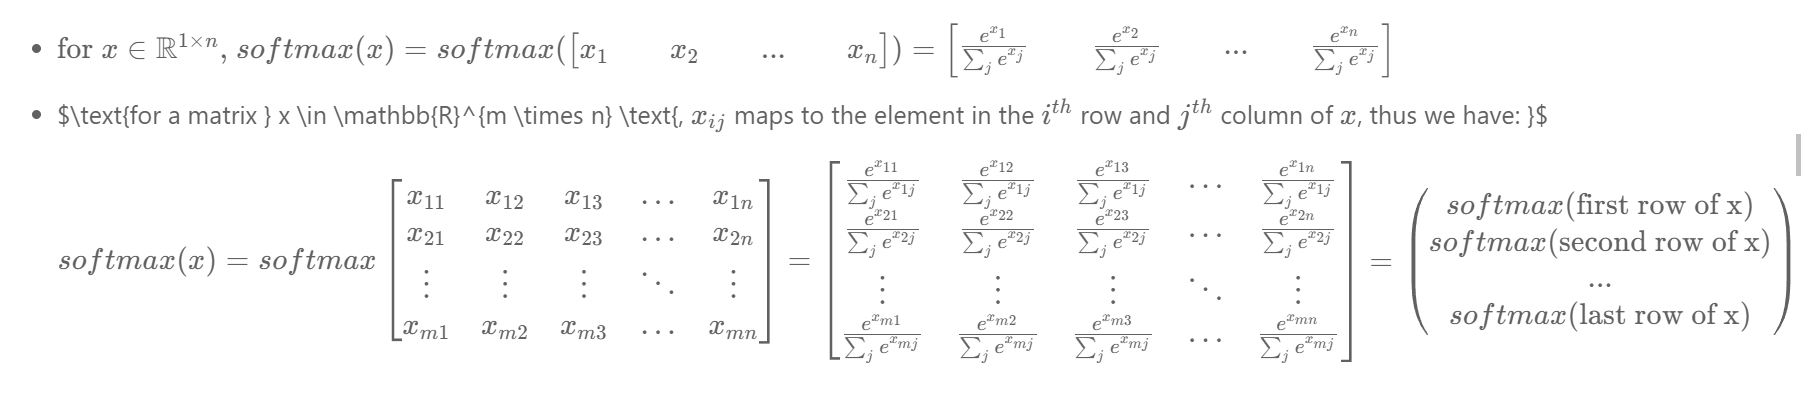 • for $x \in \mathbb{R}^{1 \times n}$, $softmax(x) = softmax(\begin{bmatrix} x_1 & x_2 & ... & x_n \end{bmatrix}) = \begin{bmatrix} \frac{e^{x_1}}{\sum_j e^{x_j}} & \frac{e^{x_2}}{\sum_j e^{x_j}} & ... & \frac{e^{x_n}}{\sum_j e^{x_j}} \end{bmatrix}$
• $\text{for a matrix } x \in \mathbb{R}^{m \times n} \text{, $x_{ij}$ maps to the element in the $i^{th}$ row and $j^{th}$ column of $x$, thus we have: }$
$softmax(x) = softmax \begin{bmatrix} x_{11} & x_{12} & x_{13} & \dots & x_{1n} \\ x_{21} & x_{22} & x_{23} & \dots & x_{2n} \\ \vdots & \vdots & \vdots & \ddots & \vdots \\ x_{m1} & x_{m2} & x_{m3} & \dots & x_{mn} \end{bmatrix} = \begin{bmatrix} \frac{e^{x_{11}}}{\sum_j e^{x_{1j}}} & \frac{e^{x_{12}}}{\sum_j e^{x_{1j}}} & \frac{e^{x_{13}}}{\sum_j e^{x_{1j}}} & \dots & \frac{e^{x_{1n}}}{\sum_j e^{x_{1j}}} \\ \frac{e^{x_{21}}}{\sum_j e^{x_{2j}}} & \frac{e^{x_{22}}}{\sum_j e^{x_{2j}}} & \frac{e^{x_{23}}}{\sum_j e^{x_{2j}}} & \dots & \frac{e^{x_{2n}}}{\sum_j e^{x_{2j}}} \\ \vdots & \vdots & \vdots & \ddots & \vdots \\ \frac{e^{x_{m1}}}{\sum_j e^{x_{mj}}} & \frac{e^{x_{m2}}}{\sum_j e^{x_{mj}}} & \frac{e^{x_{m3}}}{\sum_j e^{x_{mj}}} & \dots & \frac{e^{x_{mn}}}{\sum_j e^{x_{mj}}} \end{bmatrix} = \begin{pmatrix} softmax\text{(first row of x)} \\ softmax\text{(second row of x)} \\ ... \\ softmax\text{(last row of x)} \end{pmatrix}$